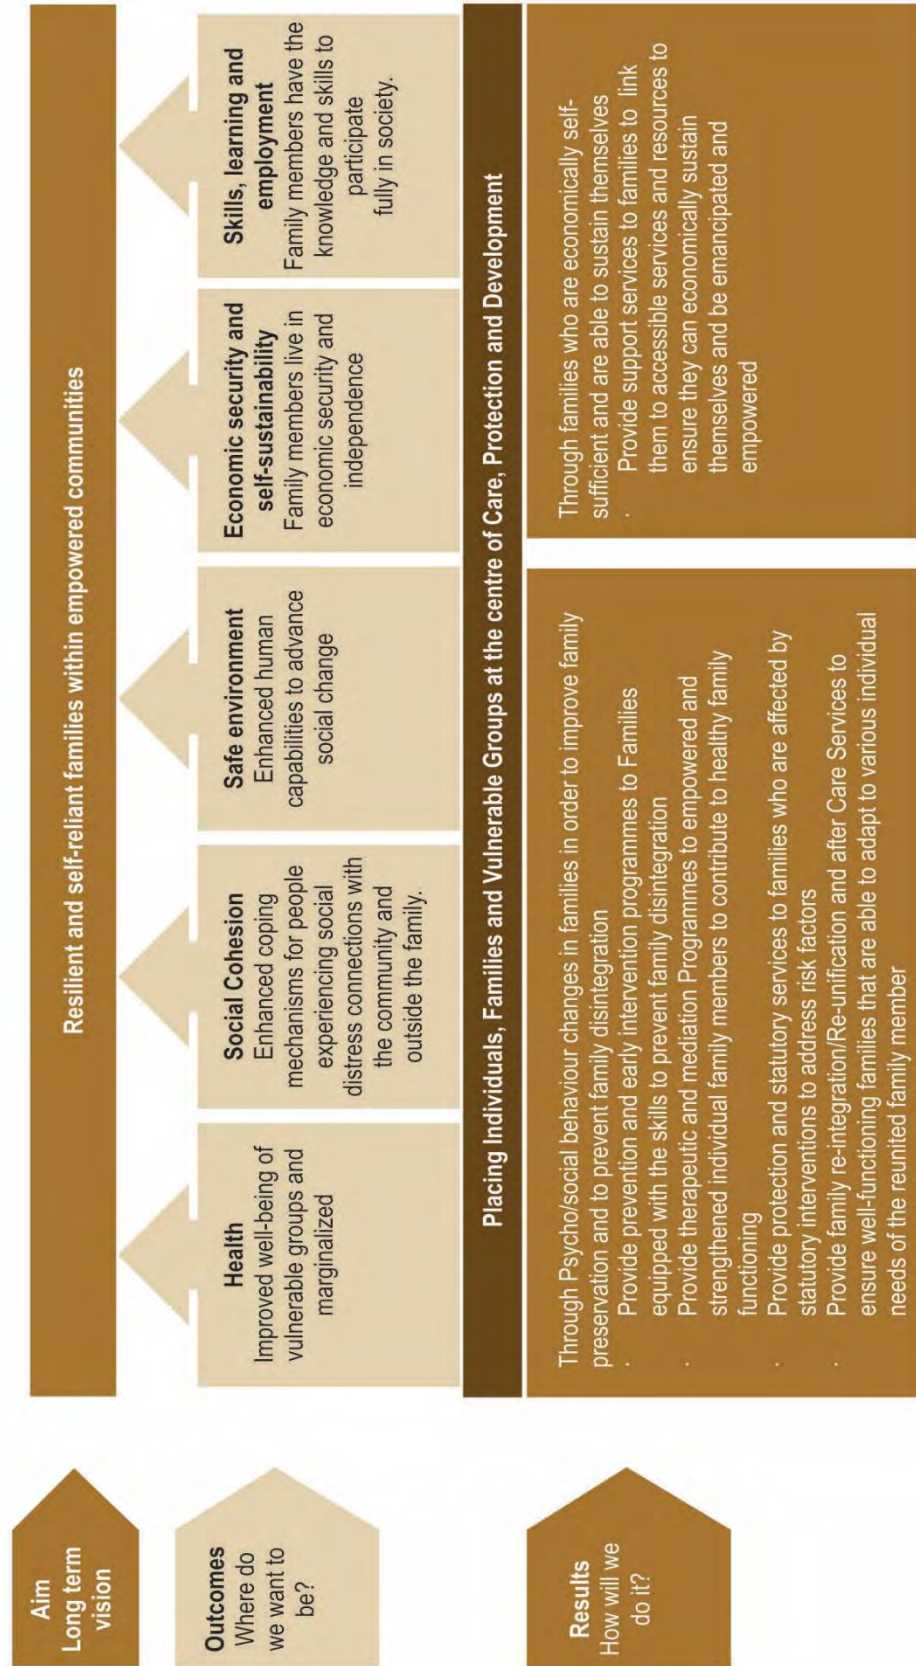 Aim
Long term
vision
Resilient and self-reliant families within empowered communities
Outcomes
Where do
we want to
be?
Health
Improved well-being of
vulnerable groups and
marginalized
Social Cohesion
Enhanced coping
mechanisms for people
experiencing social
distress connections with
the community and
outside the family.
Safe environment
Enhanced human
capabilities to advance
social change
Economic security and
self-sustainability
Family members live in
economic security and
independence
Skills, learning and
employment
Family members have the
knowledge and skills to
participate
fully in society.
Placing Individuals, Families and Vulnerable Groups at the centre of Care, Protection and Development
Results
How will we
do it?
Through Psycho/social behaviour changes in families in order to improve family
preservation and to prevent family disintegration
· Provide prevention and early intervention programmes to Families
equipped with the skills to prevent family disintegration
· Provide therapeutic and mediation Programmes to empowered and
strengthened individual family members to contribute to healthy family
functioning
· Provide protection and statutory services to families who are affected by
statutory interventions to address risk factors
· Provide family re-integration/Re-unification and after Care Services to
ensure well-functioning families that are able to adapt to various individual
needs of the reunited family member
Through families who are economically self-
sufficient and are able to sustain themselves
· Provide support services to families to link
them to accessible services and resources to
ensure they can economically sustain
themselves and be emancipated and
empowered